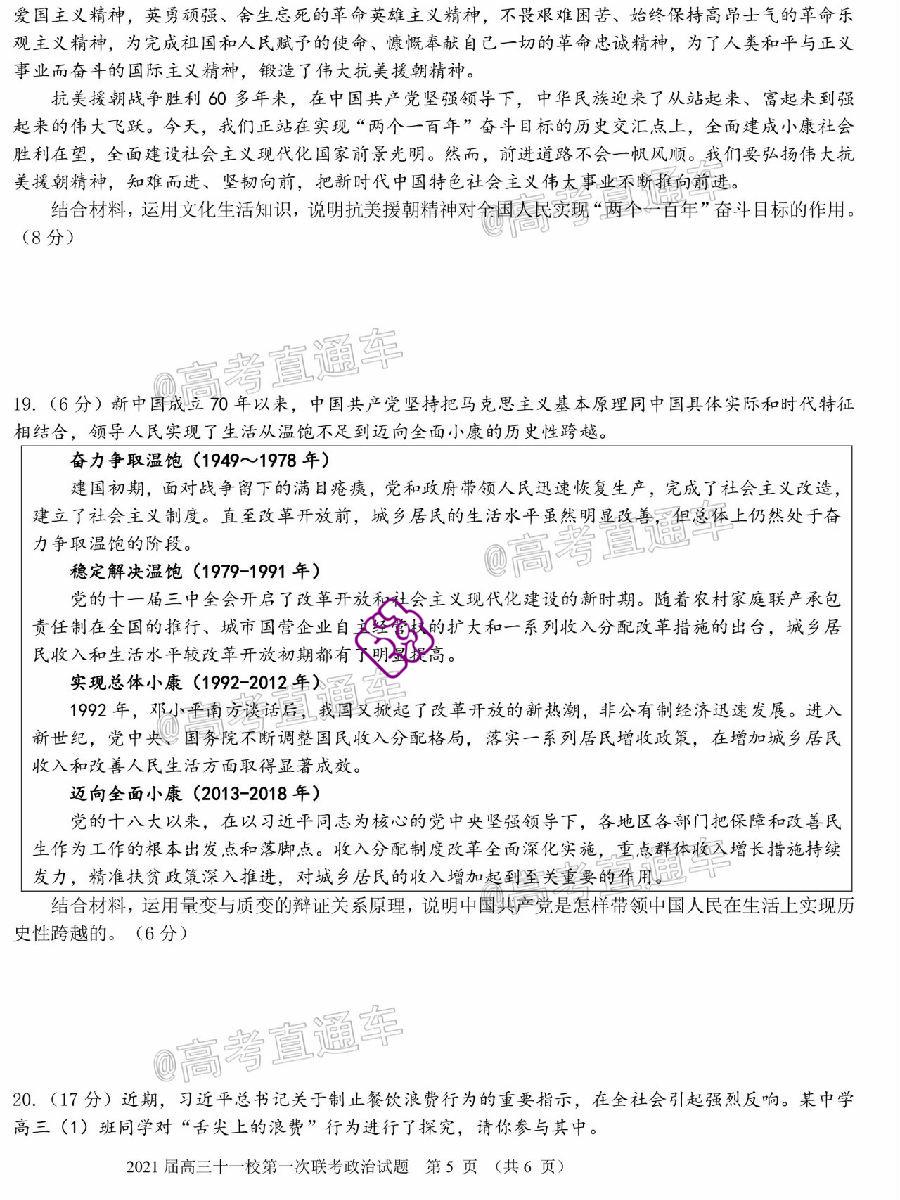 爱国主义精神，英勇顽强、舍生忘死的革命英雄主义精神，不畏艰难困苦、始终保持高昂士气的革命乐
观主义精神，为完成祖国和人民赋予的使命、慷慨奉献自己一切的革命忠诚精神，为了人类和平与正义
事业而奋斗的国际主义精神，锻造了伟大抗美援朝精神。
抗美援朝战争胜利 60 多年来，在中国共产党坚强领导下，中华民族迎来了从站起来、富起来到强
起来的伟大飞跃。今天，我们正站在实现“两个一百年”奋斗目标的历史交汇点上，全面建成小康社会
胜利在望，全面建设社会主义现代化国家前景光明。然而，前进道路不会一帆风顺。我们要弘扬伟大抗
美援朝精神，知难而进、坚韧向前，把新时代中国特色社会主义伟大事业不断推向前进。
结合材料，运用文化生活知识，说明抗美援朝精神对全国人民实现“两个一百年”奋斗目标的作用。
（8 分）
@高考直通车
@高考直通车
19.（6 分）新中国成立 70 年以来，中国共产党坚持把马克思主义基本原理同中国具体实际和时代特征
相结合，领导人民实现了生活从温饱不足到迈向全面小康的历史性跨越。
奋力争取温饱（1949～1978 年）
建国初期，面对战争留下的满目疮痍，党和政府带领人民迅速恢复生产，完成了社会主义改造，
建立了社会主义制度。直至改革开放前，城乡居民的生活水平虽然明显改善，但总体上仍然处于奋
力争取温饱的阶段。
@高考直通车
稳定解决温饱（1979-1991 年）
党的十一届三中全会开启了改革开放和社会主义现代化建设的新时期。随着农村家庭联产承包
责任制在全国的推行、城市国营企业自主经营权的扩大和一系列收入分配改革措施的出台，城乡居
民收入和生活水平较改革开放初期都有了明显提高。
实现总体小康（1992-2012 年）
@高考直通车
1992 年，邓小平南方谈话后，我国又掀起了改革开放的新热潮，非公有制经济迅速发展。进入
新世纪，党中央、国务院不断调整国民收入分配格局，落实一系列居民增收政策，在增加城乡居民
收入和改善人民生活方面取得显著成效。
迈向全面小康（2013-2018 年）
党的十八大以来，在以习近平同志为核心的党中央坚强领导下，各地区各部门把保障和改善民
生作为工作的根本出发点和落脚点。收入分配制度改革全面深化实施，重点群体收入增长措施持续
发力，精准扶贫政策深入推进，对城乡居民的收入增加起到至关重要的作用。
@高考直通车
结合材料，运用量变与质变的辩证关系原理，说明中国共产党是怎样带领中国人民在生活上实现历
史性跨越的。（6 分）
@高考直通车
20.（17 分）近期，习近平总书记关于制止餐饮浪费行为的重要指示，在全社会引起强烈反响。某中学
高三（1）班同学对“舌尖上的浪费”行为进行了探究，请你参与其中。
2021 届高三十一校第一次联考政治试题 第 5 页 （共 6 页）